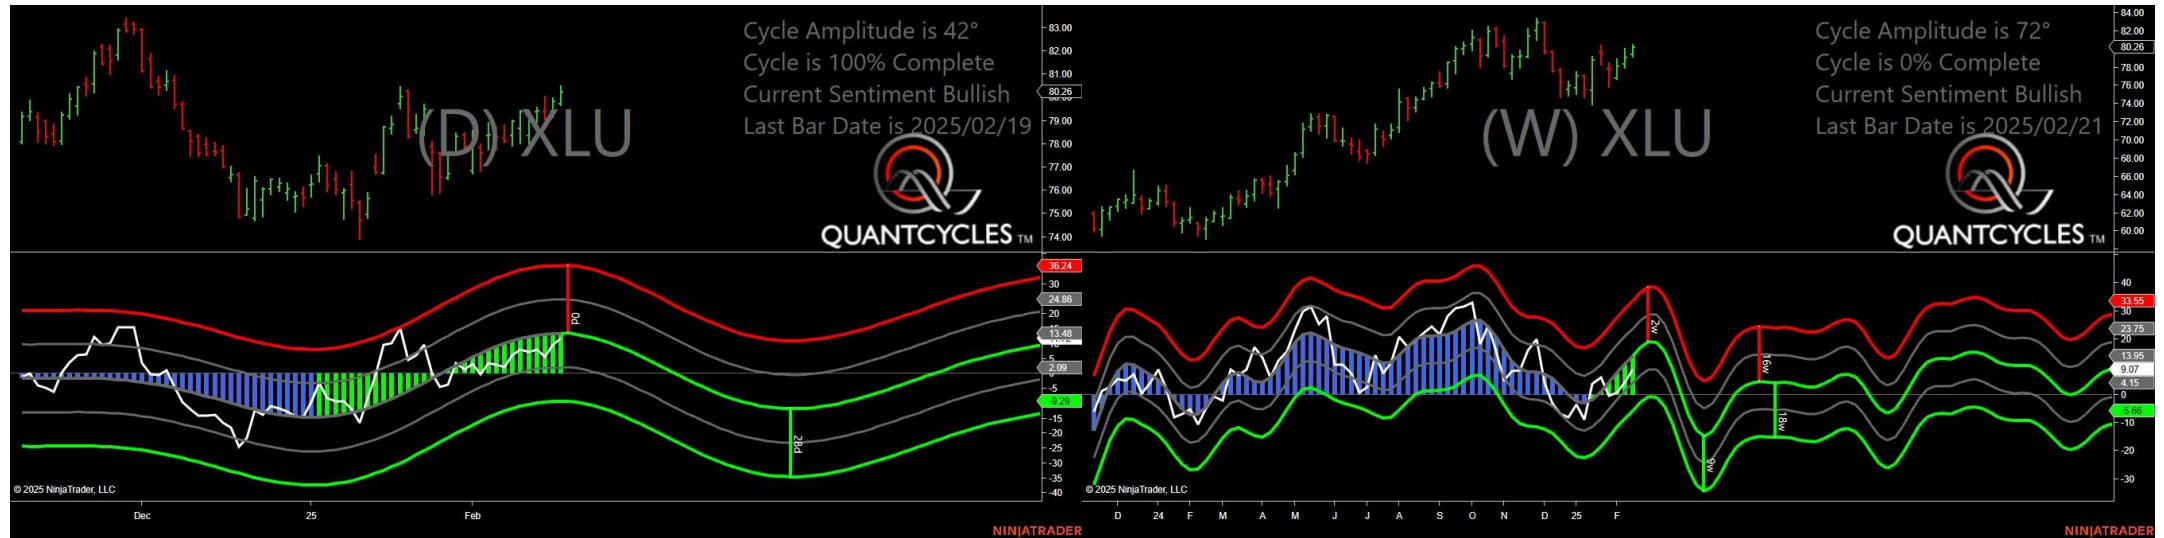 Cycle Amplitude is 42°
Cycle is 100% Complete
Current Sentiment Bullish
Last Bar Date is 2025/02/19
(D) XLU
QUANTCYCLES TM
83.00
82.00
81.00
80.26
79.00
78.00
77.00
76.00
75.00
74.00
36.24
30
24.86
20
13.48
5
2.09
0
-5
-9.29
-15
-20
-25
-30
-35
-40
0d
28d
© 2025 NinjaTrader, LLC
Dec
25
Feb
NINJATRADER
Cycle Amplitude is 72°
Cycle is 0% Complete
Current Sentiment Bullish
Last Bar Date is 2025/02/21
(W) XLU
QUANTCYCLES TM
84.00
82.00
80.26
78.00
76.00
74.00
72.00
70.00
68.00
66.00
64.00
62.00
60.00
40
33.55
30
23.75
20
13.95
9.07
4.15
0
-5.66
-10
-20
-30
2w
9w
16w
18w
© 2025 NinjaTrader, LLC
D
24
F
M
A
M
J
J
A
S
O
N
D
25
F
NINJATRADER